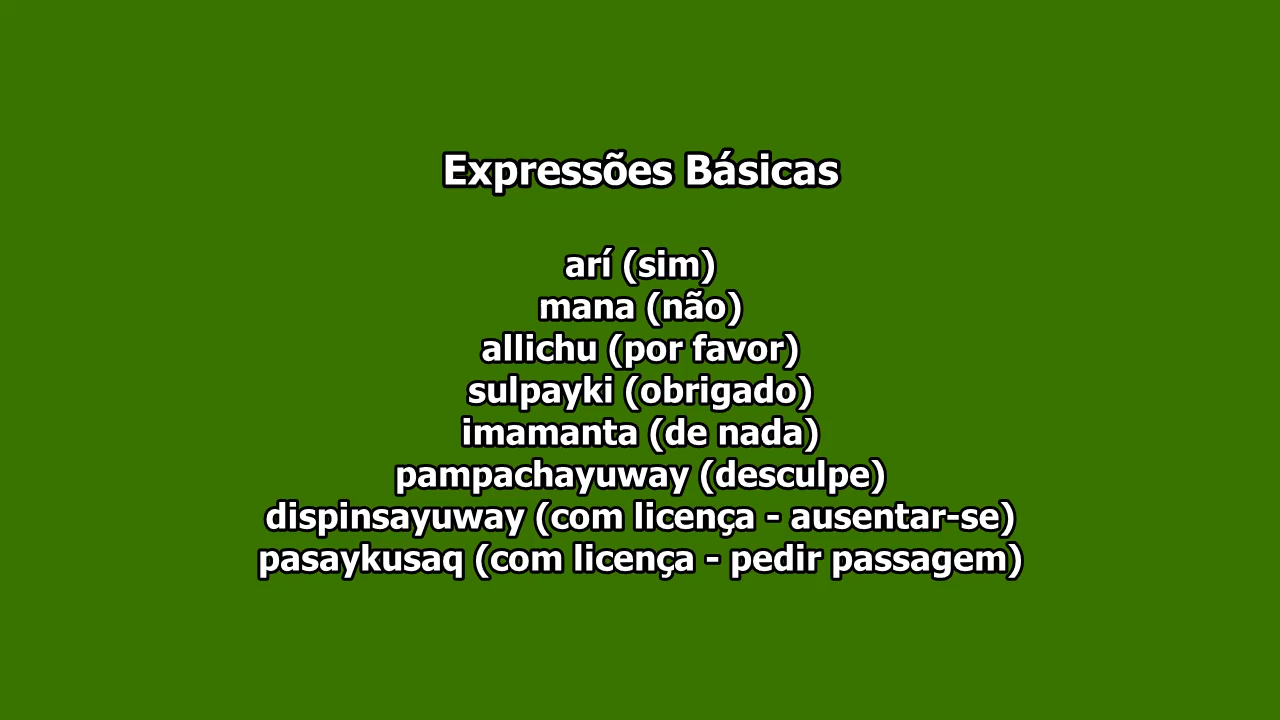 Expressões Básicas
arí (sim)
mana (não)
allichu (por favor)
sulpayki (obrigado)
imamanta (de nada)
pampachayuway (desculpe)
dispinsayuway (com licença - ausentar-se)
pasaykusaq (com licença - pedir passagem)